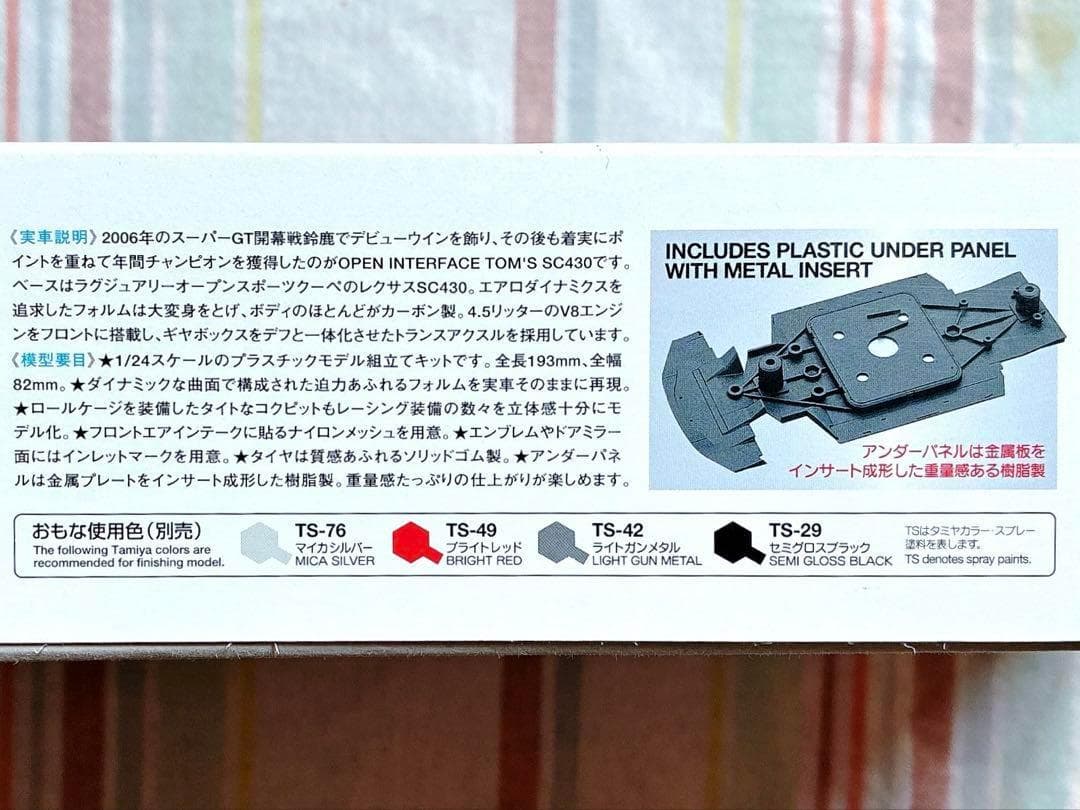 《実車説明》2006年のスーパーGT開幕戦鈴鹿でデビューウインを飾り、その後も着実にポ
イントを重ねて年間チャンピオンを獲得したのがOPEN INTERFACE TOM'S SC430です。
ベースはラグジュアリーオープンスポーツクーペのレクサスSC430。エアロダイナミクスを
追求したフォルムは大変身をとげ、ボディのほとんどがカーボン製。4.5リッターのV8エンジ
ンをフロントに搭載し、ギヤボックスをデフと一体化させたトランスアクスルを採用しています。
《模型要目》★1/24スケールのプラスチックモデル組立てキットです。全長193mm、全幅
82mm。★ダイナミックな曲面で構成された迫力あふれるフォルムを実車そのままに再現。
★ロールケージを装備したタイトなコクピットもレーシング装備の数々を立体感十分にモ
デル化。★フロントエアインテークに貼るナイロンメッシュを用意。★エンブレムやドアミラー
面にはインレットマークを用意。★タイヤは質感あふれるソリッドゴム製。★アンダーパネ
ルは金属プレートをインサート成形した樹脂製。重量感たっぷりの仕上がりが楽しめます。
INCLUDES PLASTIC UNDER PANEL
WITH METAL INSERT
アンダーパネルは金属板を
インサート成形した重量感ある樹脂製
おもな使用色（別売）
The following Tamiya colors are
recommended for finishing model.
TS-76
マイカシルバー
MICA SILVER
TS-49
ブライトレッド
BRIGHT RED
TS-42
ライトガンメタル
LIGHT GUN METAL
TS-29
セミグロスブラック
SEMI GLOSS BLACK
TSはタミヤカラー・スプレー
塗料を表します。
TS denotes spray paints.